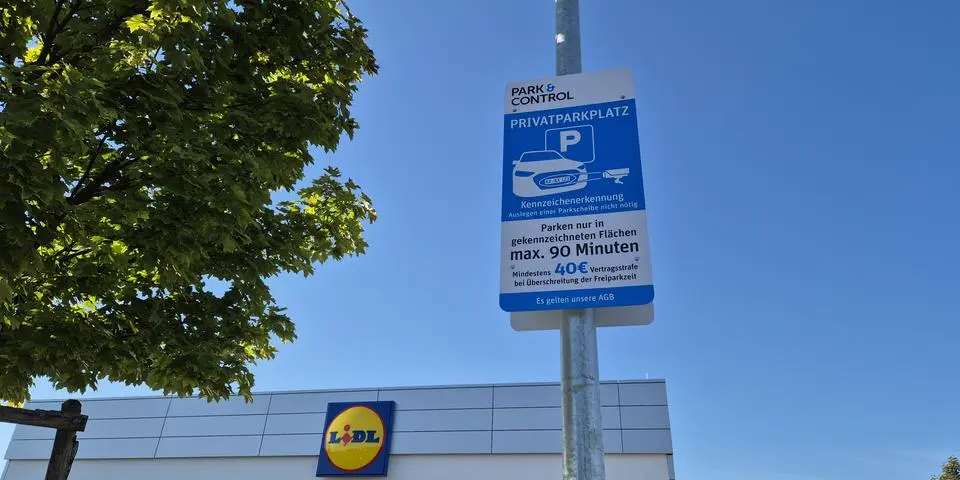 PARK &
CONTROL
PRIVATPARKPLATZ
P
Kennzeichenerkennung
Auslegen einer Parkscheibe nicht nötig
Parken nur in
gekennzeichneten Flächen
max. 90 Minuten
Mindestens 40€ Vertragsstrafe
bei Überschreitung der Freiparkzeit
Es gelten unsere AGB
LIDL